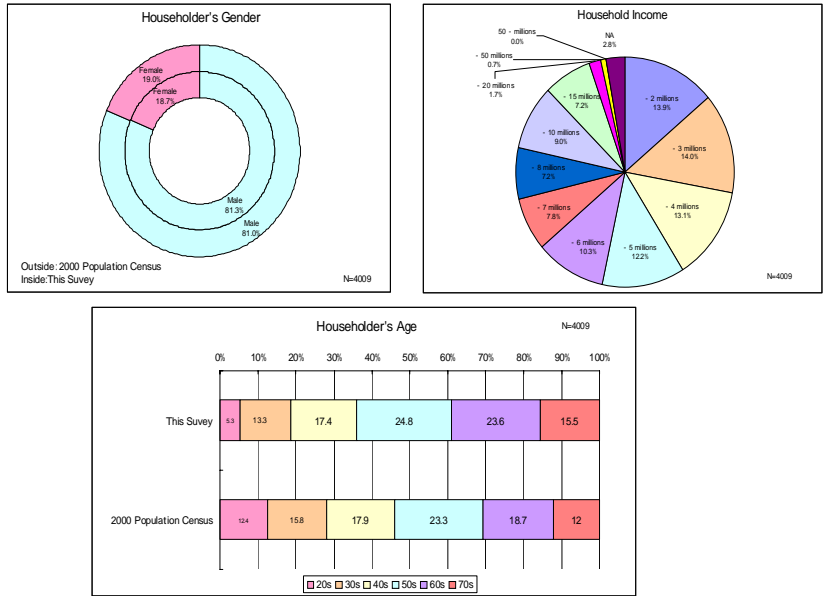 Householder's Gender
Female
19.0%
Female
18.7%
Male
81.3%
Male
81.0%
Outside: 2000 Population Census
Inside:This Suvey
N=4009
Household Income
50 - millions
0.0%
NA
2.8%
- 50 millions
0.7%
- 20 millions
1.7%
- 15 millions
7.2%
- 2 millions
13.9%
- 10 millions
9.0%
- 3 millions
14.0%
- 8 millions
7.2%
- 7 millions
7.8%
- 4 millions
13.1%
- 6 millions
10.3%
- 5 millions
12.2%
N=4009
Householder's Age
N=4009
0% 10% 20% 30% 40% 50% 60% 70% 80% 90% 100%
This Suvey 5.3 13.3 17.4 24.8 23.6 15.5
2000 Population Census 12.4 15.8 17.9 23.3 18.7 12
20s 30s 40s 50s 60s 70s